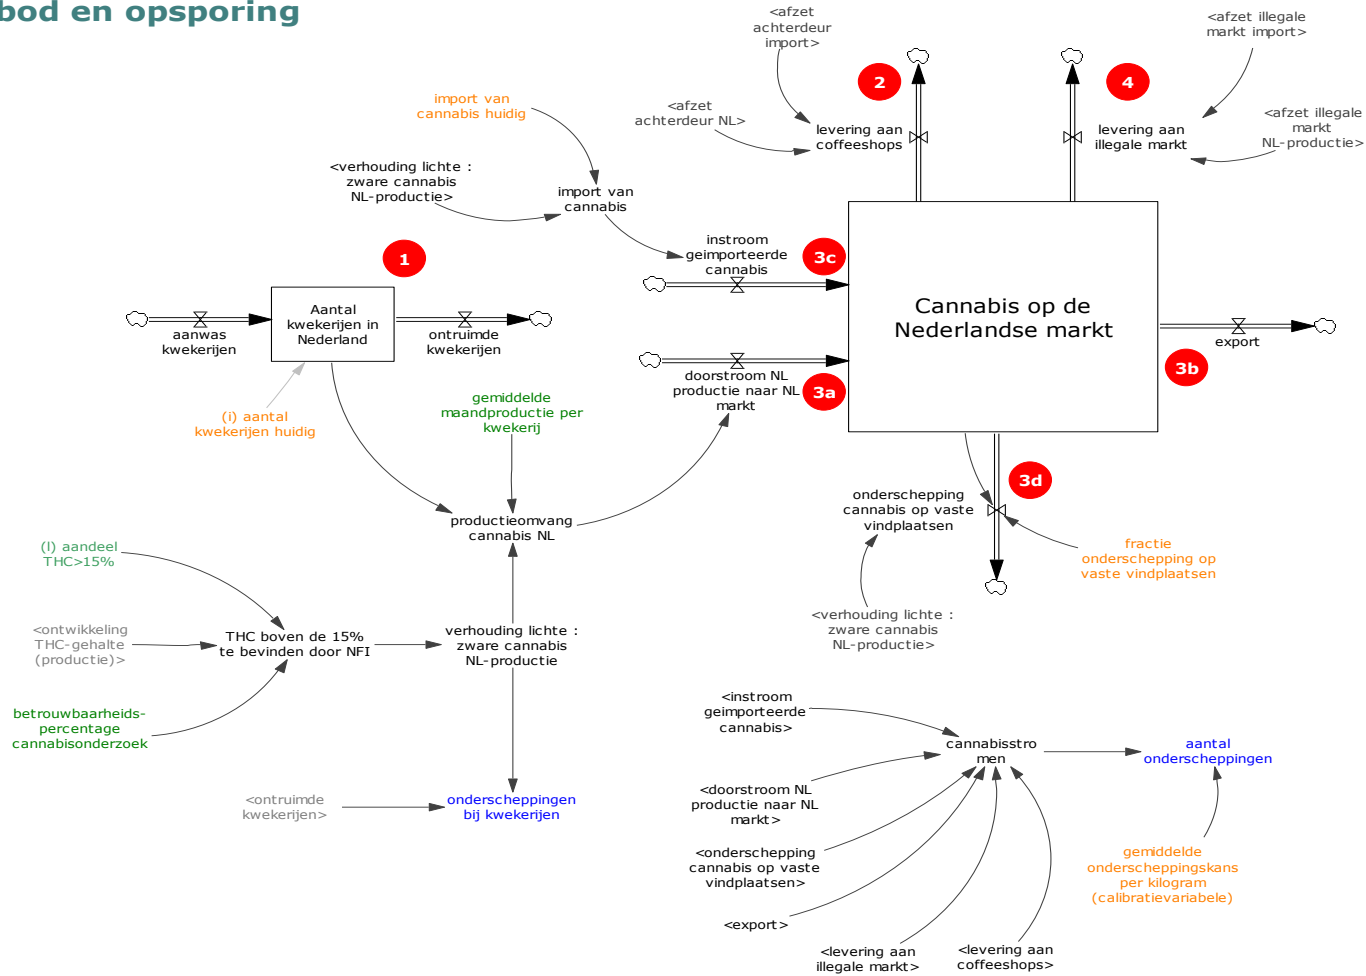 bod en opsporing
<afzet
achterdeur
import>
<afzet illegale
markt import>
2
4
import van
cannabis huidig
<afzet
achterdeur NL>
levering aan
coffeeshops
levering aan
illegale markt
<afzet illegale
markt
NL-productie>
<verhouding lichte :
zware cannabis
NL-productie>
import van
cannabis
1
instroom
geimporteerde
cannabis
3c
Aantal
kwekerijen in
Nederland
aanwas
kwekerijen
ontruimde
kwekerijen
Cannabis op de
Nederlandse markt
export
3b
doorstroom NL
productie naar NL
markt
3a
(i) aantal
kwekerijen huidig
gemiddelde
maandproductie per
kwekerij
3d
onderschepping
cannabis op vaste
vindplaatsen
productieomvang
cannabis NL
(l) aandeel
THC>15%
fractie
onderschepping op
vaste vindplaatsen
<ontwikkeling
THC-gehalte
(productie)>
THC boven de 15%
te bevinden door NFI
verhouding lichte :
zware cannabis
NL-productie
<verhouding lichte :
zware cannabis
NL-productie>
betrouwbaarheids-
percentage
cannabisonderzoek
<instroom
geimporteerde
cannabis>
cannabisstro
men
aantal
onderscheppingen
<ontruimde
kwekerijen>
onderscheppingen
bij kwekerijen
<doorstroom NL
productie naar NL
markt>
<onderschepping
cannabis op vaste
vindplaatsen>
gemiddelde
onderscheppingskans
per kilogram
(calibratievariabele)
<export>
<levering aan
illegale markt>
<levering aan
coffeeshops>